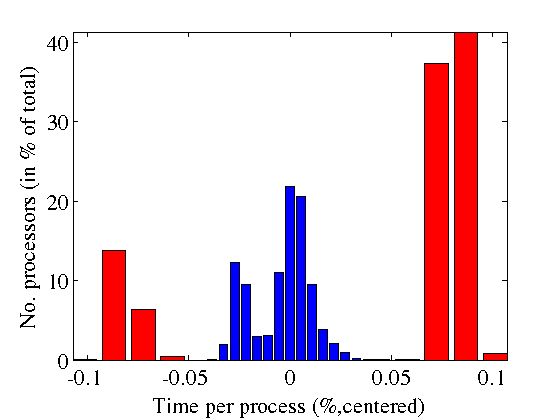 40
30
20
10
0
No. processors (in % of total)
-0.1 -0.05 0 0.05 0.1
Time per process (%,centered)